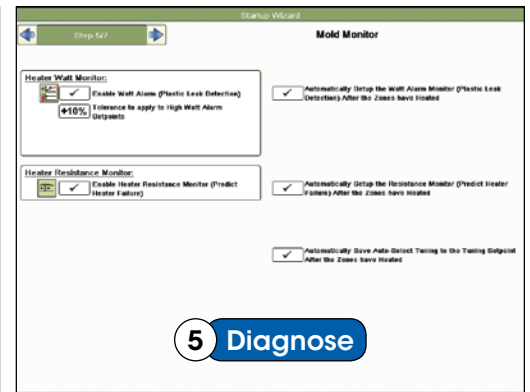 Startup Wizard
Step 5/7
Mold Monitor
Heater Watt Monitor:
Enable Watt Alarm (Plastic Leak Detection)
+10%
Tolerance to apply to High Watt Alarm
Setpoints
Automatically Setup the Watt Alarm Monitor (Plastic Leak
Detection) After the Zones have Heated
Heater Resistance Monitor:
Enable Heater Resistance Monitor (Predict
Heater Failure)
Automatically Setup the Resistance Monitor (Predict Heater
Failure) After the Zones have Heated
Automatically Save Auto-Select Tuning to the Tuning Setpoint
After the Zones have Heated
5 Diagnose